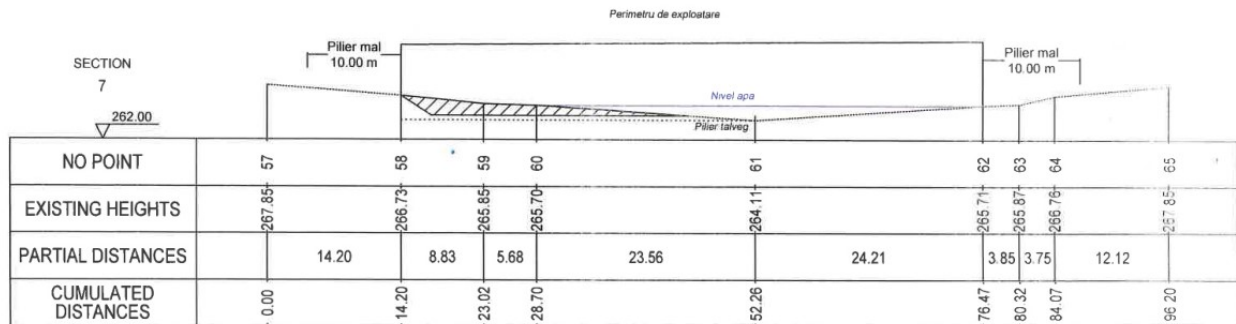 Perimetru de exploatare
Pilier mal
10.00 m
Pilier mal
10.00 m
SECTION
7
262.00
Nivel apa
Pilier talveg
NO POINT 57 58 59 60 61 62 63 64 65
EXISTING HEIGHTS 267.85 266.73 265.85 265.70 264.11 265.71 265.87 266.76 267.85
PARTIAL DISTANCES 14.20 8.83 5.68 23.56 24.21 3.85 3.75 12.12
CUMULATED
DISTANCES 0.00 14.20 23.02 28.70 52.26 76.47 80.32 84.07 96.20